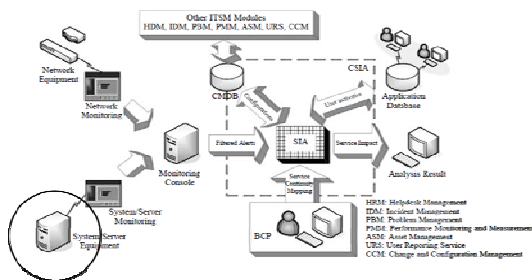 Other ITSM Modules
HDM, IDM, PBM, PMM, ASM, URS, CCM
Network
Equipment
Network
Monitoring
CMDB
CSIA
Application
Database
Configurations
User activities
Monitoring
Console
Filtered Alerts
SIA
Service Impact
Analysis Result
System/Server
Monitoring
System/Server
Equipment
Service
Continuity
Mapping
BCP
HRM: Helpdesk Management
IDM: Incident Management
PBM: Problem Management
PMM: Performance Monitoring and Measurement
ASM: Asset Management
URS: User Reporting Service
CCM: Change and Configuration Management